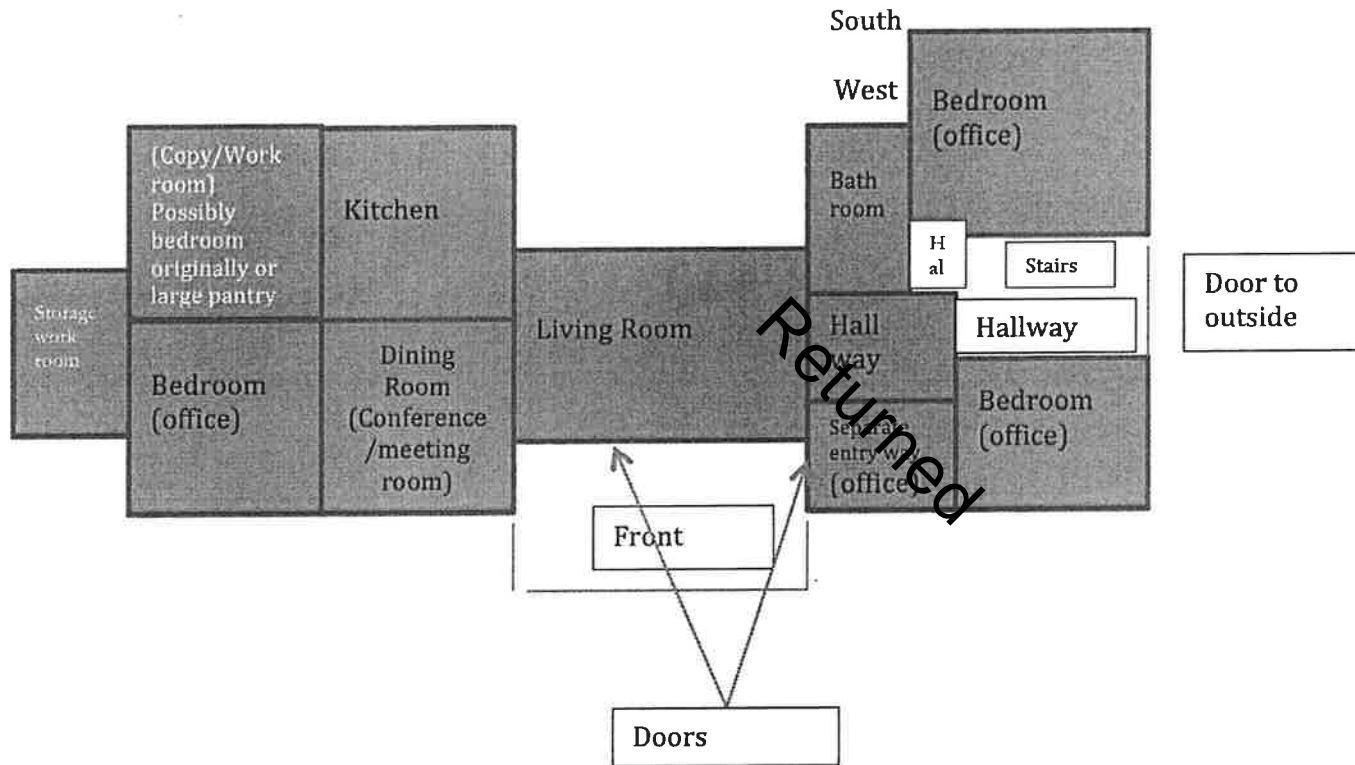 South
West
Bedroom
(office)
(Copy/Work
room)
Possibly
bedroom
originally or
large pantry
Kitchen
Bath
room
H
al
Stairs
Door to
outside
Storage
work
room
Living Room
Hall
way
Hallway
Bedroom
(office)
Dining
Room
(Conference
/meeting
room)
Separate
entry way
(office)
Bedroom
(office)
Returned
Front
Doors